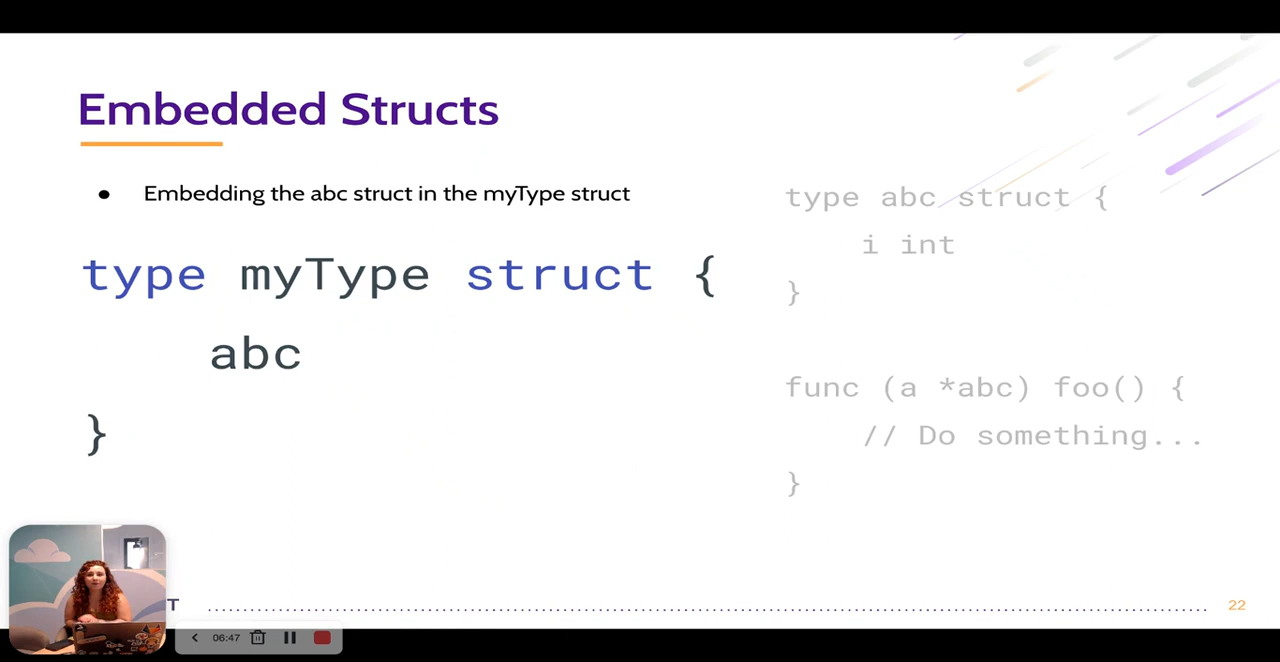 Embedded Structs
● Embedding the abc struct in the myType struct
type myType struct {
abc
}
type abc struct {
i int
}
func (a *abc) foo() {
// Do something...
}
T
22
06:47